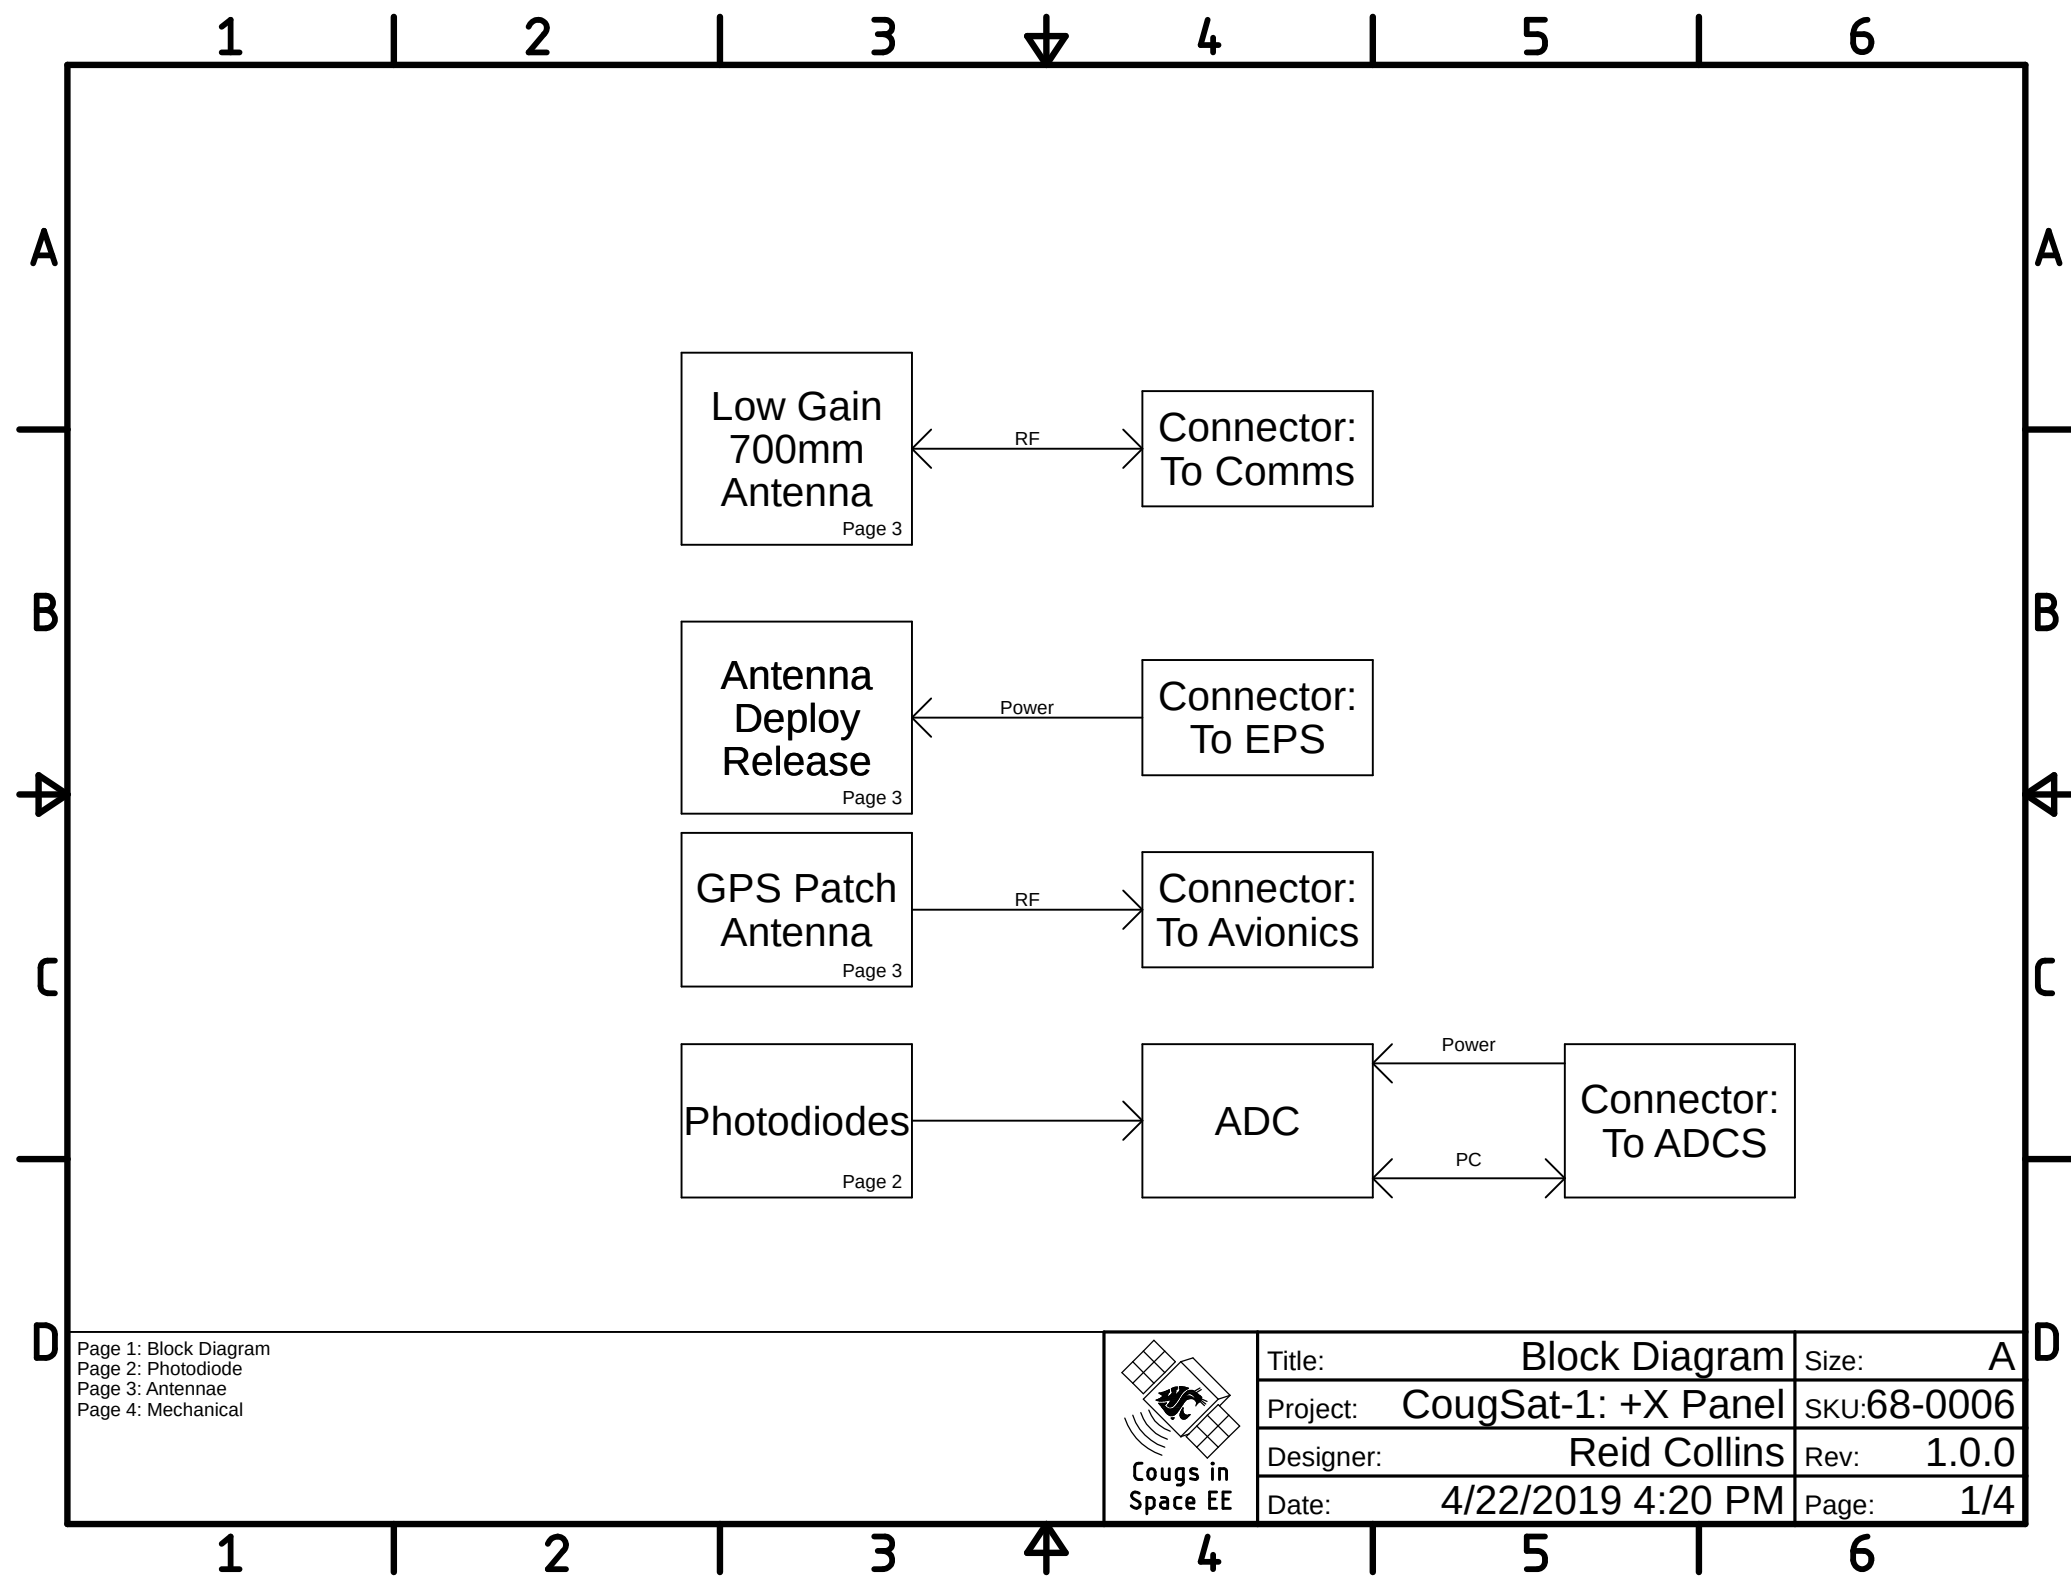 1 2 3 4 5 6
A A
Low Gain
700mm
Antenna
Page 3
RF
Connector:
To Comms
B B
Antenna
Deploy
Release
Page 3
Power
Connector:
To EPS
GPS Patch
Antenna
Page 3
RF
Connector:
To Avionics
C C
Photodiodes
Page 2
ADC
Power
PC
Connector:
To ADCS
D D
Page 1: Block Diagram
Page 2: Photodiode
Page 3: Antennae
Page 4: Mechanical
Cougs in
Space EE
Title: Block Diagram Size: A
Project: CougSat-1: +X Panel SKU:68-0006
Designer: Reid Collins Rev: 1.0.0
Date: 4/22/2019 4:20 PM Page: 1/4
1 2 3 4 5 6